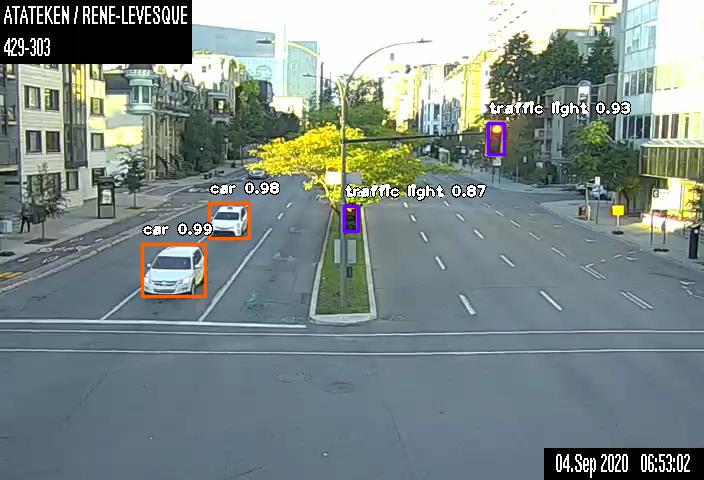 ATATEKEN / RENE-LEVESQUE
429-303
traffic light 0.93
car 0.98
traffic light 0.87
car 0.99
04.Sep 2020 06:53:02